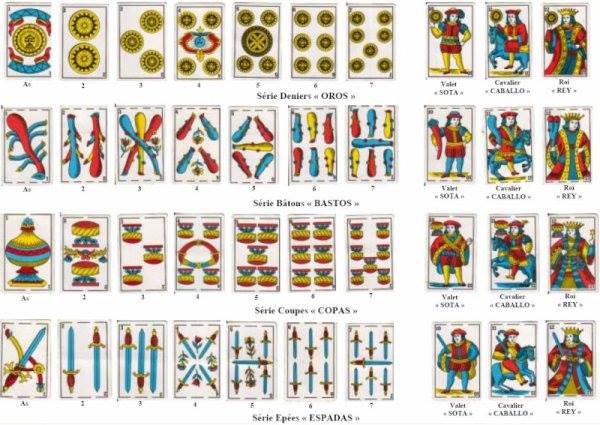 As 2 3 4 5 6 7 Valet Cavalier Roi
« SOTA » « CABALLO » « REY »
Série Deniers « OROS »
As 2 3 4 5 6 7 Valet Cavalier Roi
« SOTA » « CABALLO » « REY »
Série Bâtons « BASTOS »
As 2 3 4 5 6 7 Valet Cavalier Roi
« SOTA » « CABALLO » « REY »
Série Coupes « COPAS »
As 2 3 4 5 6 7 Valet Cavalier Roi
« SOTA » « CABALLO » « REY »
Série Epées « ESPADAS »